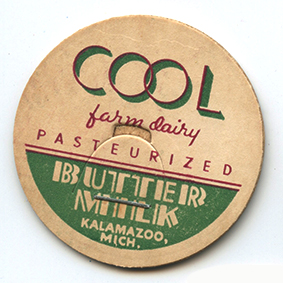 COOL
farm dairy
PASTEURIZED
BUTTER
MILK
KALAMAZOO,
MICH.